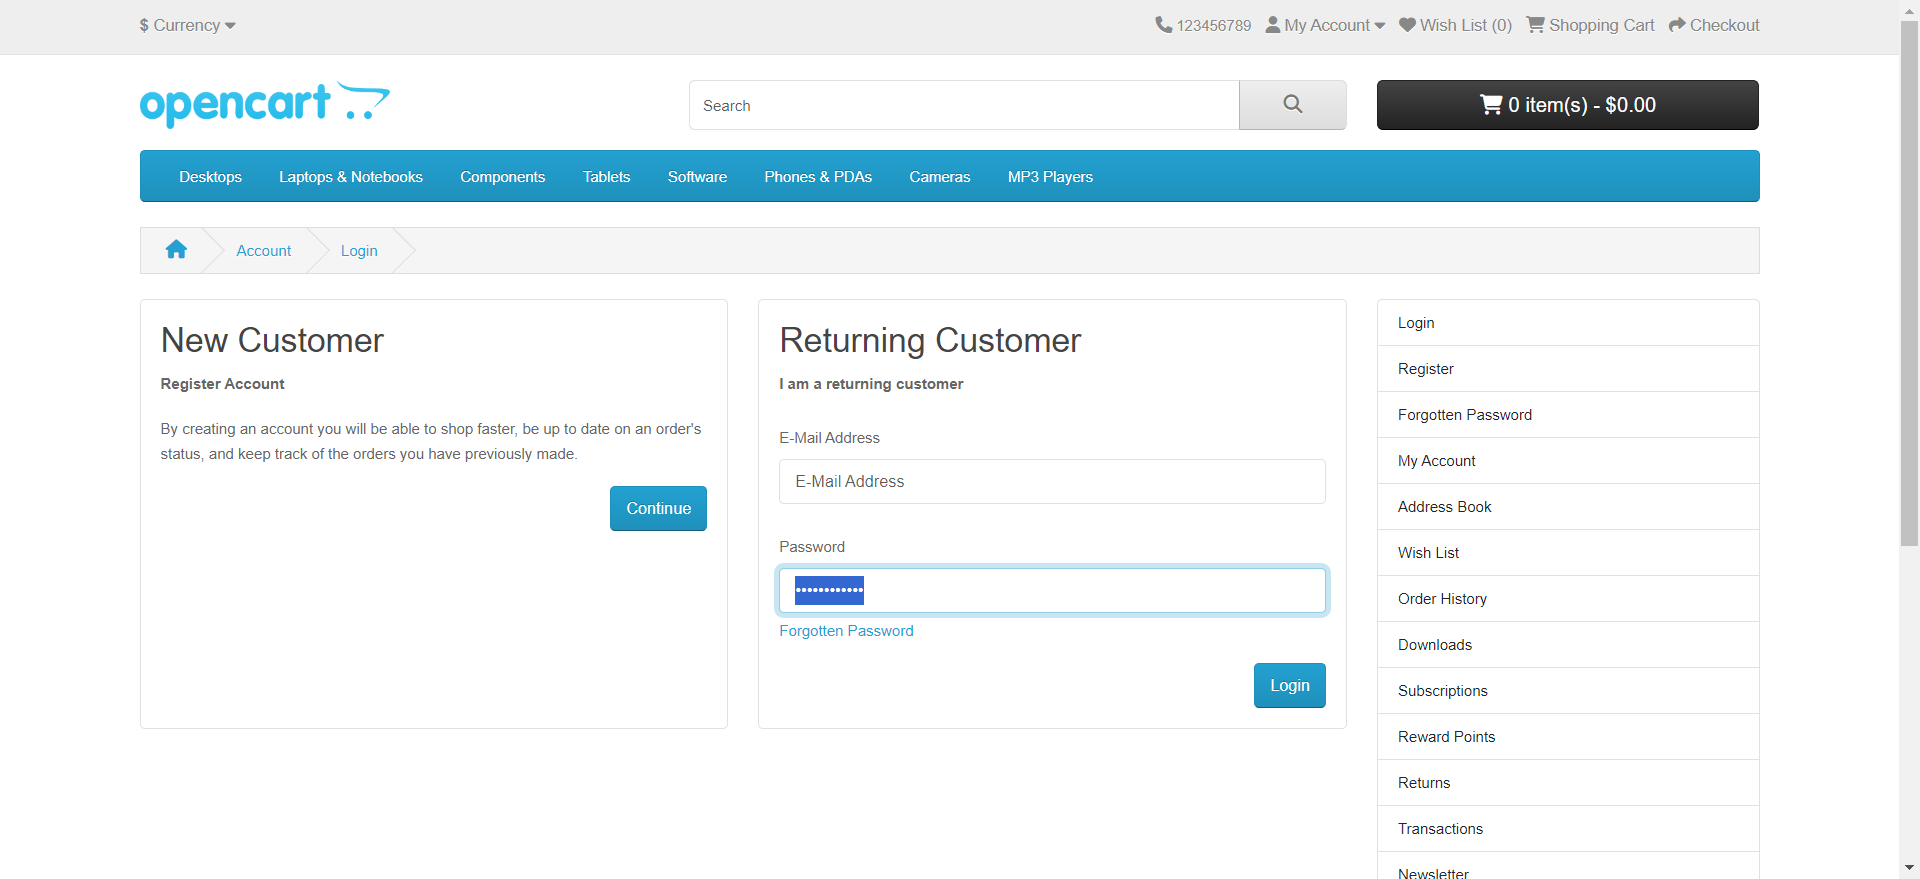 $ Currency
123456789 My Account Wish List (0) Shopping Cart Checkout
opencart
Search
0 item(s) - $0.00
Desktops Laptops & Notebooks Components Tablets Software Phones & PDAs Cameras MP3 Players
Account Login
New Customer
Register Account
By creating an account you will be able to shop faster, be up to date on an order's
status, and keep track of the orders you have previously made.
Continue
Returning Customer
I am a returning customer
E-Mail Address
E-Mail Address
Password
••••••••••••
Forgotten Password
Login
Login
Register
Forgotten Password
My Account
Address Book
Wish List
Order History
Downloads
Subscriptions
Reward Points
Returns
Transactions
Newsletter